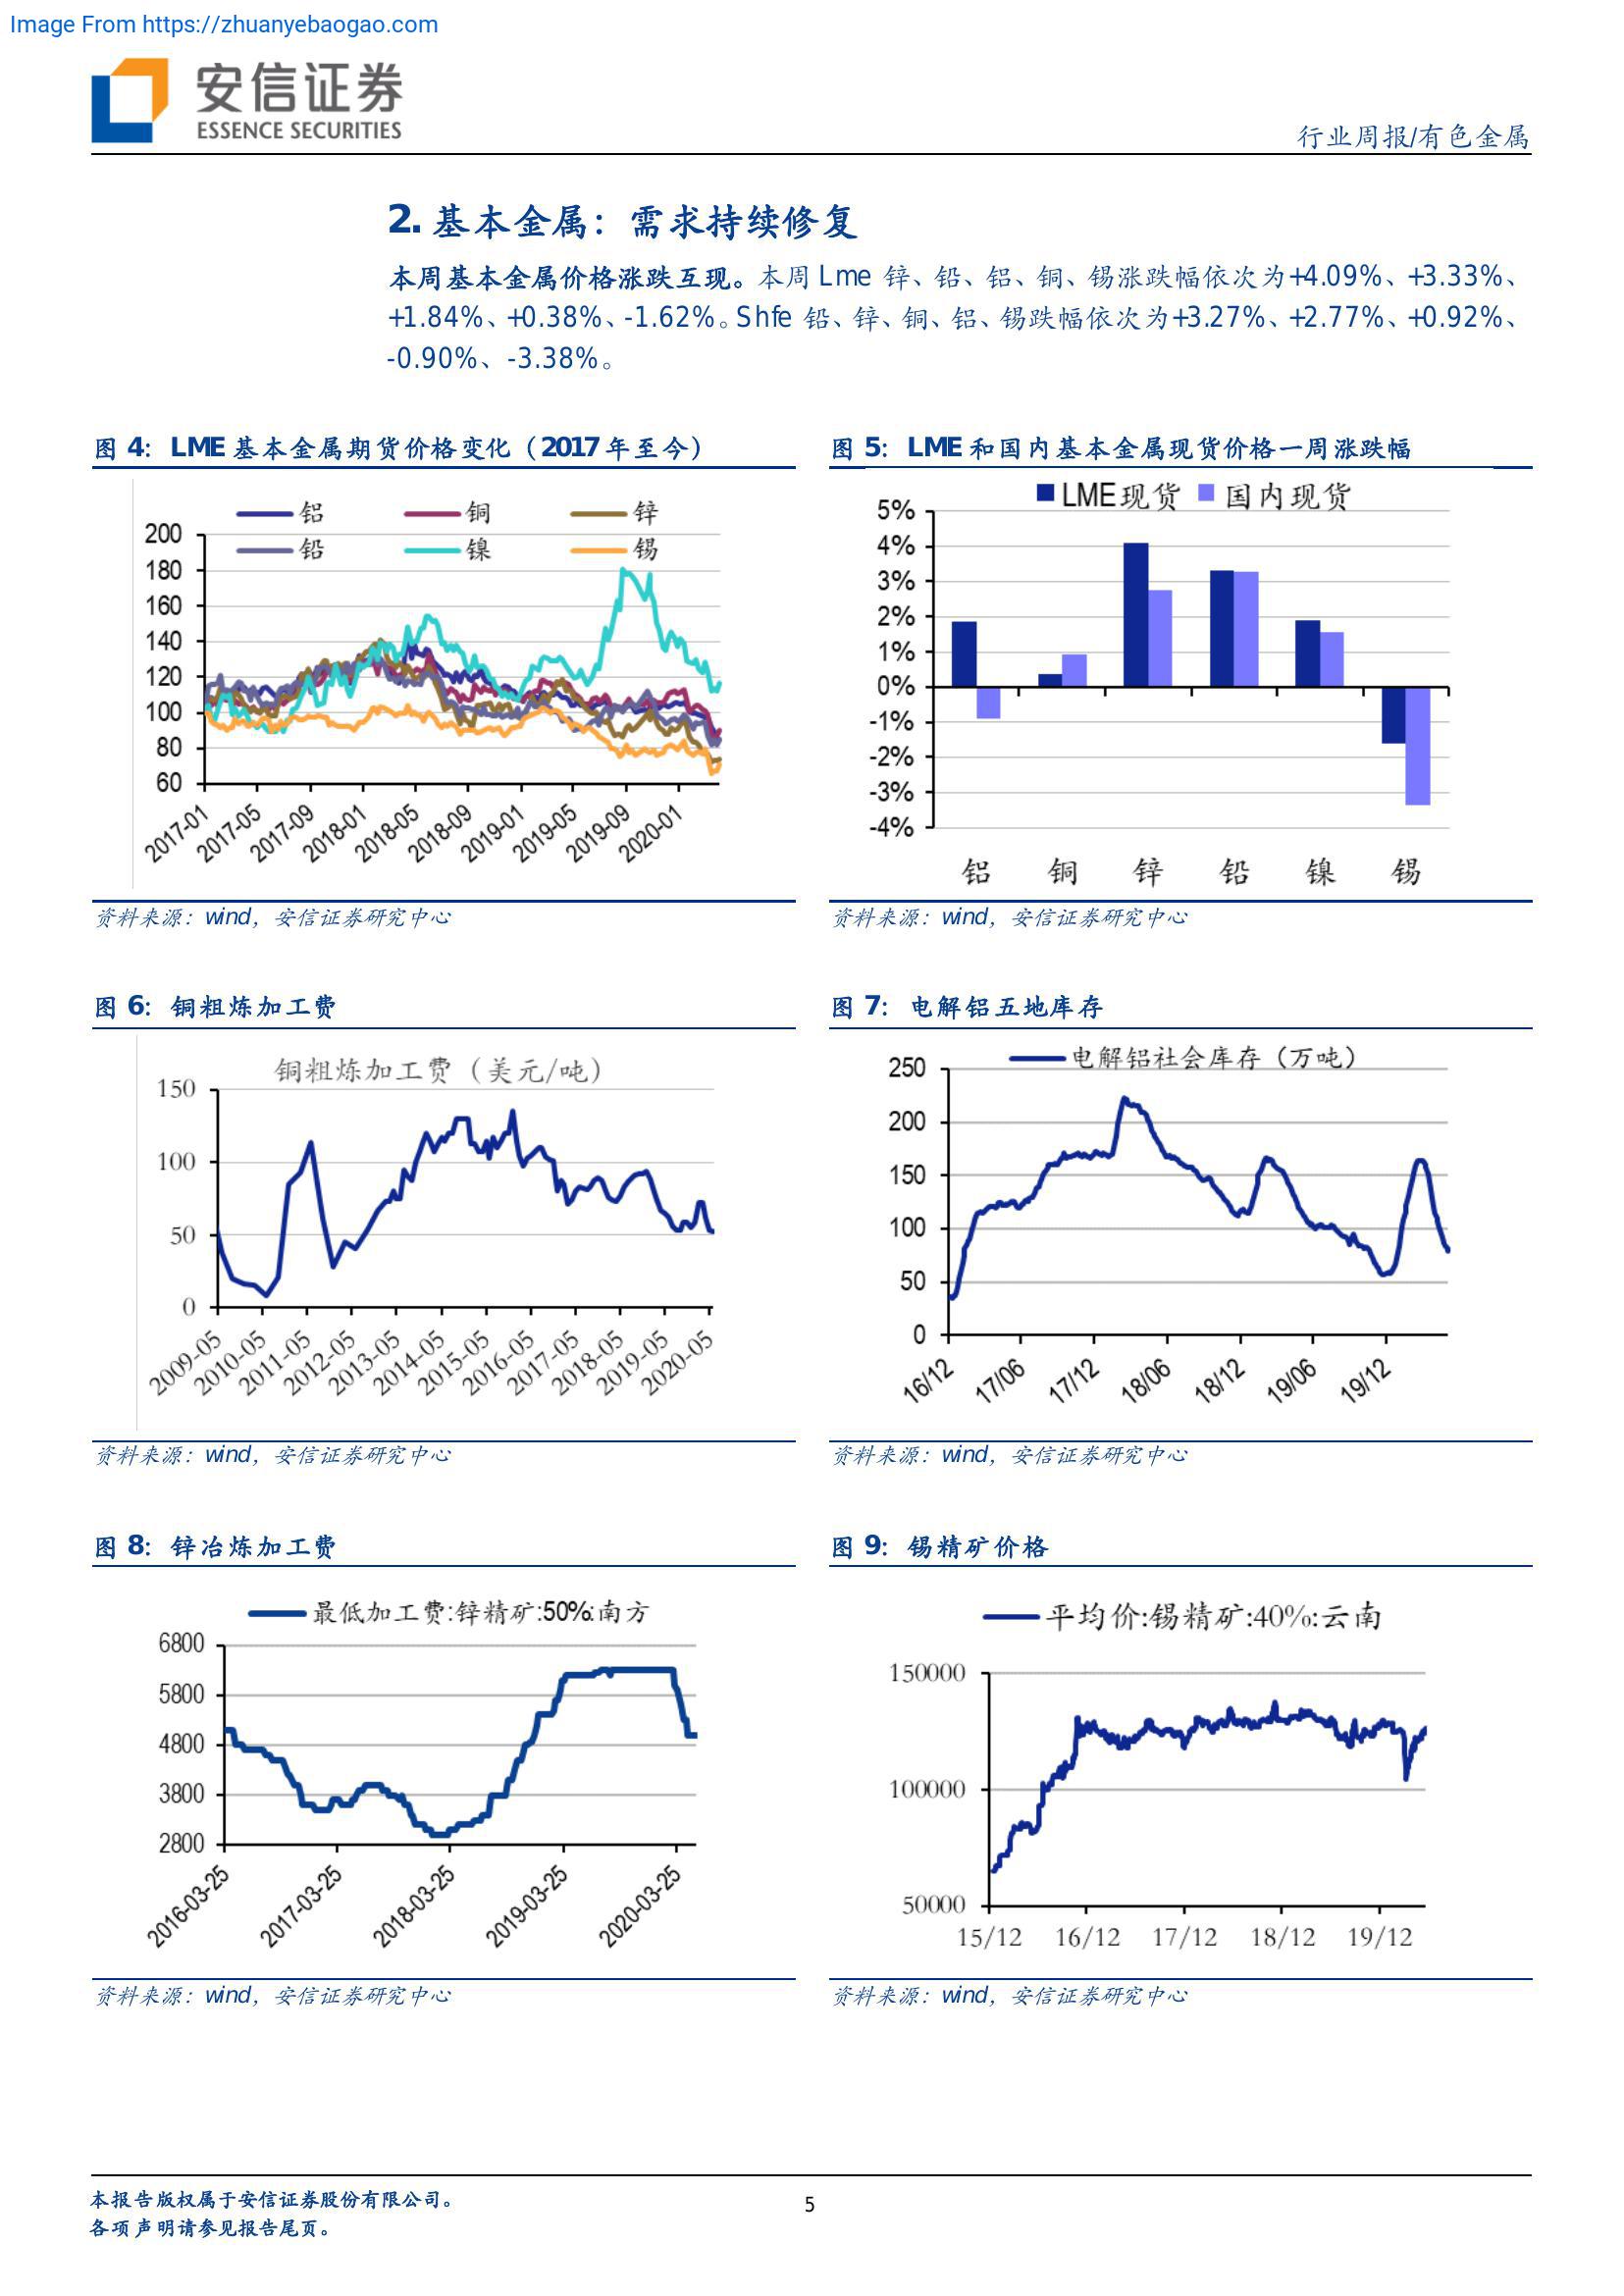 Image From https://zhuanyebaogao.com
安信证券
ESSENCE SECURITIES
行业周报/有色金属
2. 基本金属：需求持续修复
本周基本金属价格涨跌互现。本周 Lme 锌、铅、铝、铜、锡涨跌幅依次为+4.09%、+3.33%、
+1.84%、+0.38%、-1.62%。Shfe 铅、锌、铜、铝、锡跌幅依次为+3.27%、+2.77%、+0.92%、
-0.90%、-3.38%。
图 4：LME 基本金属期货价格变化（2017 年至今）
铝 铜 锌
铅 镍 锡
200
180
160
140
120
100
80
60
2017-01 2017-05 2017-09 2018-01 2018-05 2018-09 2019-01 2019-05 2019-09 2020-01
资料来源：wind，安信证券研究中心
图 5：LME 和国内基本金属现货价格一周涨跌幅
LME现货 国内现货
5%
4%
3%
2%
1%
0%
-1%
-2%
-3%
-4%
铝 铜 锌 铅 镍 锡
资料来源：wind，安信证券研究中心
图 6：铜粗炼加工费
铜粗炼加工费（美元/吨）
150
100
50
0
2009-05 2010-05 2011-05 2012-05 2013-05 2014-05 2015-05 2016-05 2017-05 2018-05 2019-05 2020-05
资料来源：wind，安信证券研究中心
图 7：电解铝五地库存
电解铝社会库存（万吨）
250
200
150
100
50
0
16/12 17/06 17/12 18/06 18/12 19/06 19/12
资料来源：wind，安信证券研究中心
图 8：锌冶炼加工费
最低加工费:锌精矿:50%:南方
6800
5800
4800
3800
2800
2016-03-25 2017-03-25 2018-03-25 2019-03-25 2020-03-25
资料来源：wind，安信证券研究中心
图 9：锡精矿价格
平均价:锡精矿:40%:云南
150000
100000
50000
15/12 16/12 17/12 18/12 19/12
资料来源：wind，安信证券研究中心
本报告版权属于安信证券股份有限公司。
各项声明请参见报告尾页。
5